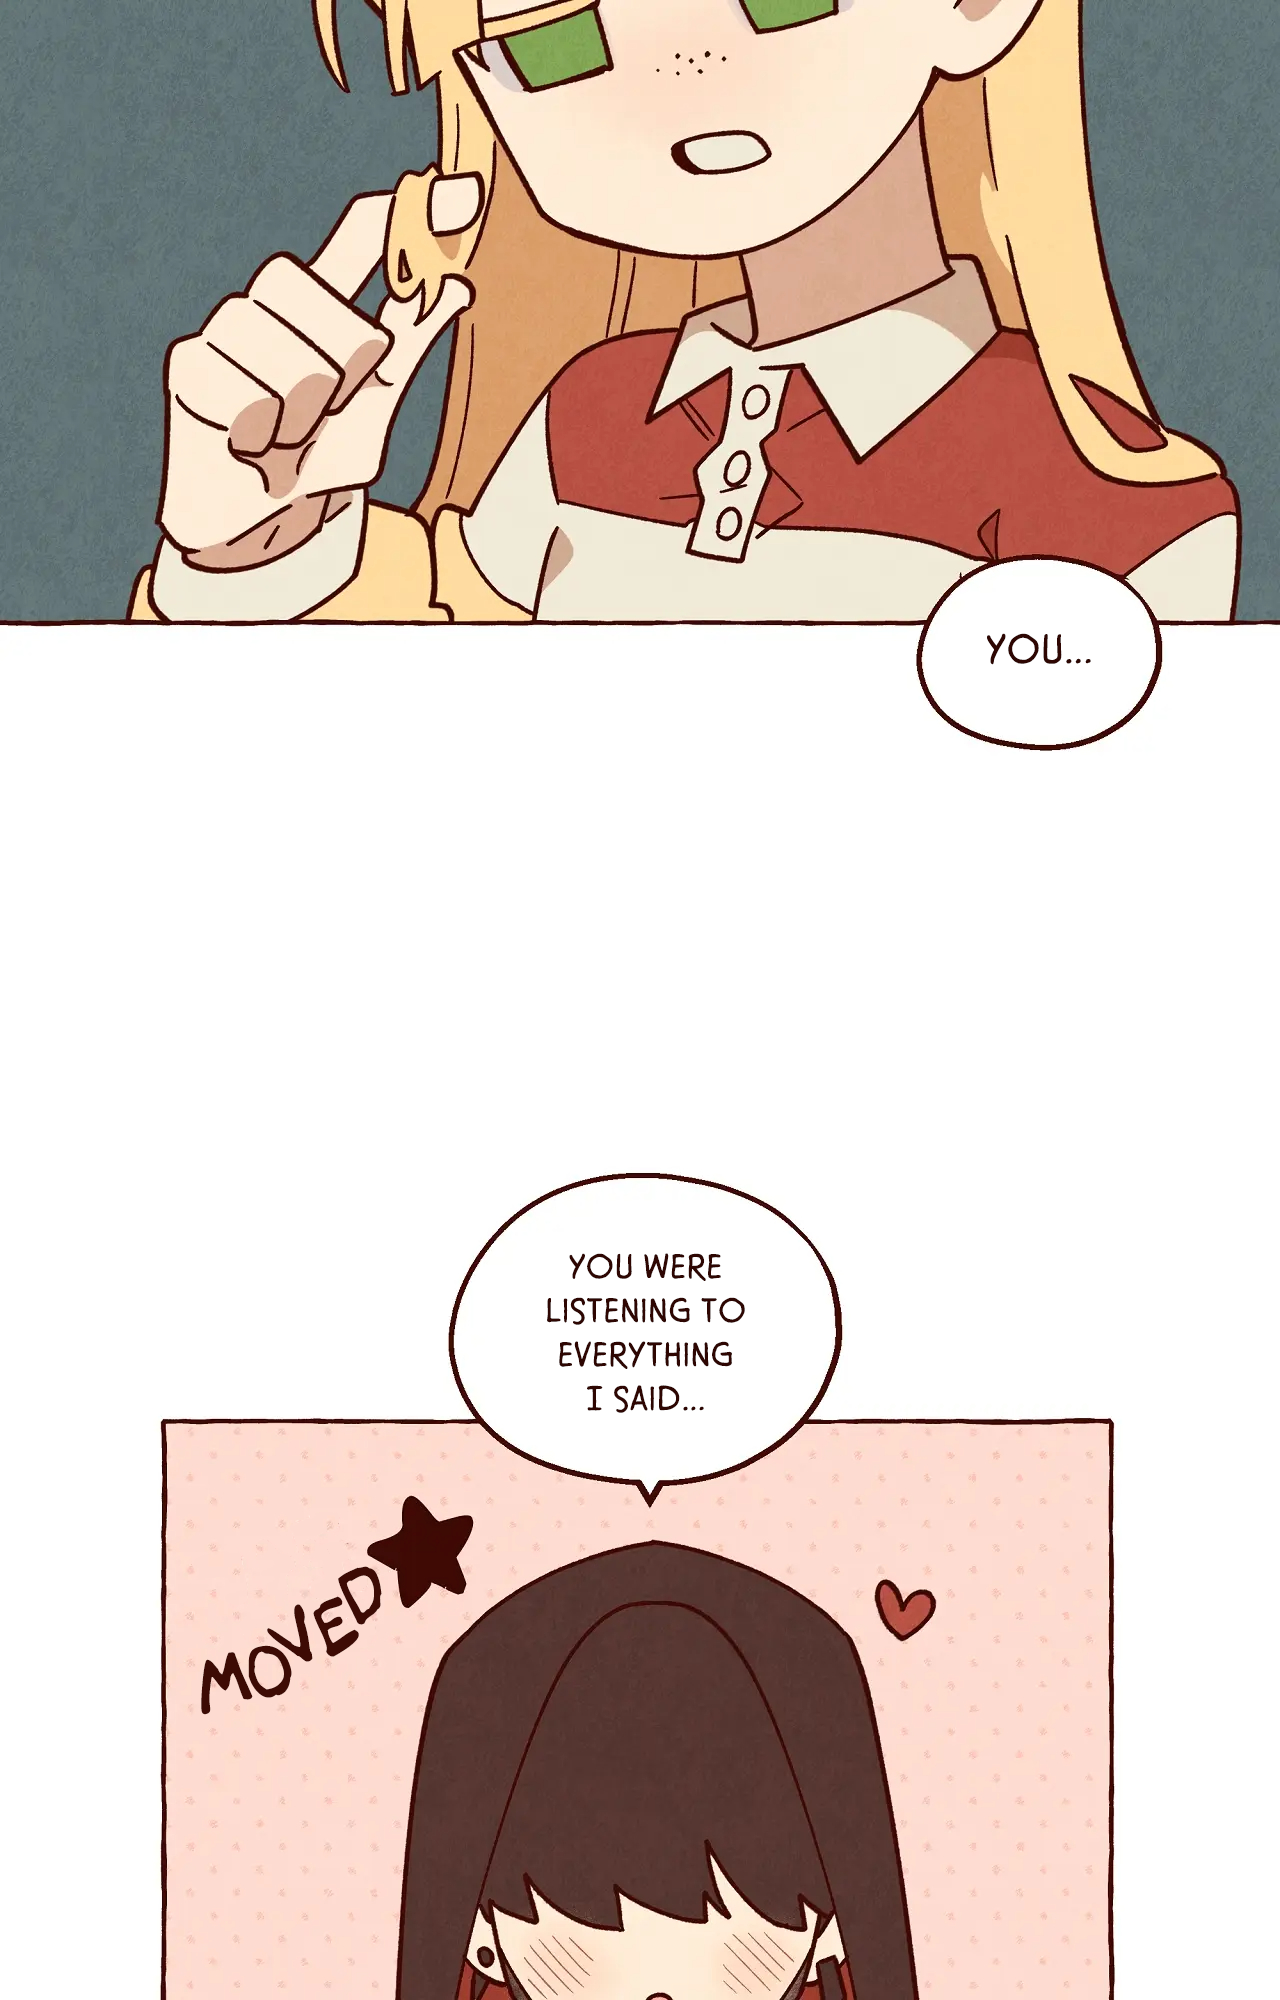 YOU...
YOU WERE
LISTENING TO
EVERYTHING
I SAID...
MOVED